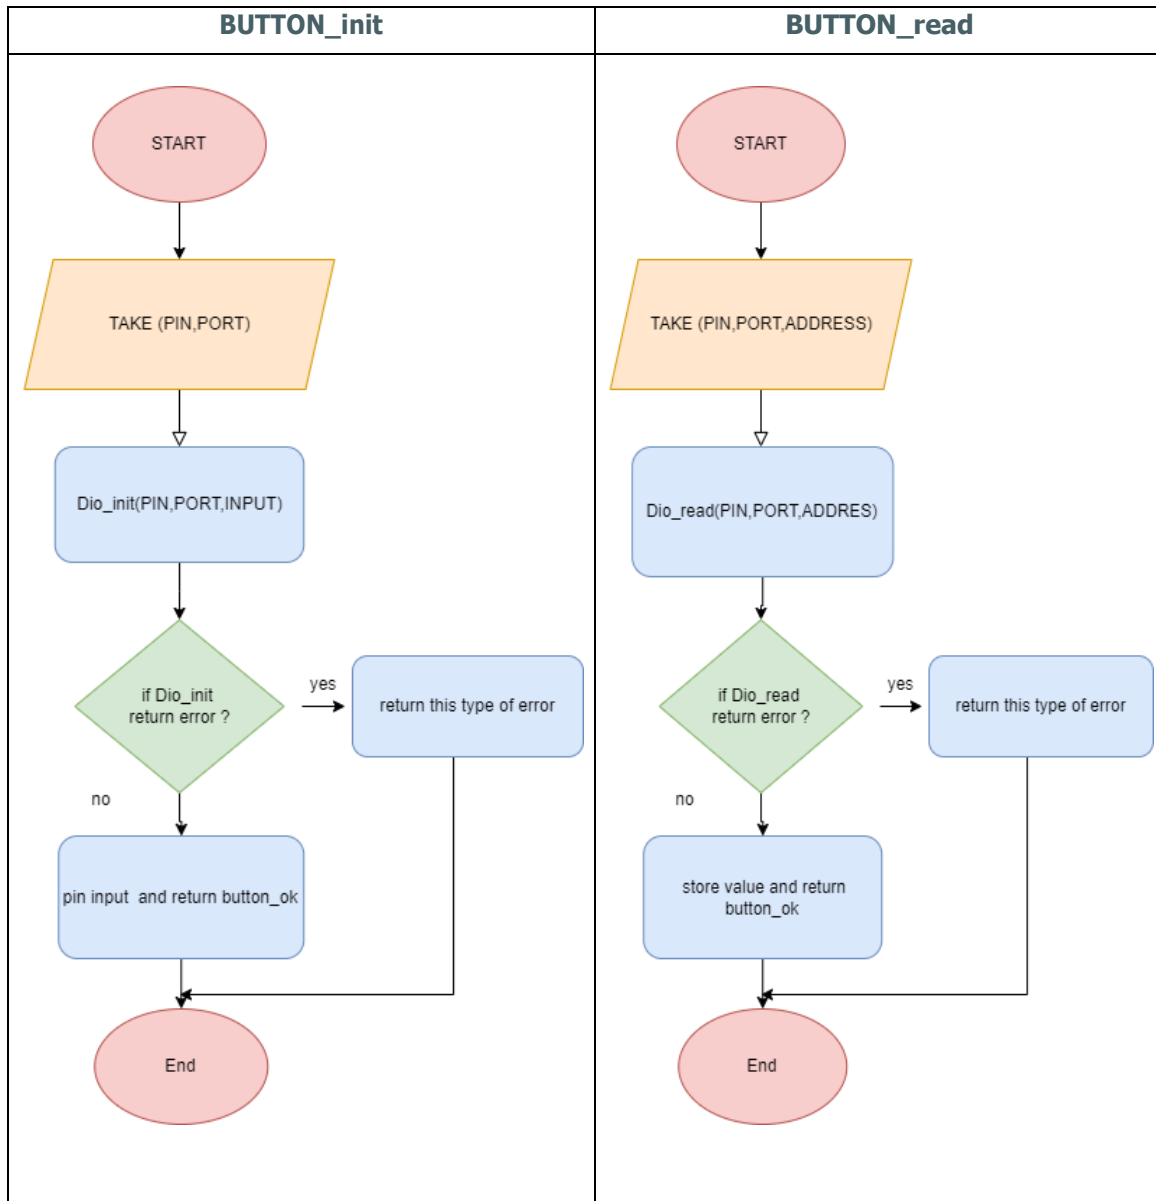 BUTTON_init
START
TAKE (PIN,PORT)
Dio_init(PIN,PORT,INPUT)
if Dio_init
return error ?
yes
return this type of error
no
pin input  and return button_ok
End
BUTTON_read
START
TAKE (PIN,PORT,ADDRESS)
Dio_read(PIN,PORT,ADDRES)
if Dio_read
return error ?
yes
return this type of error
no
store value and return
button_ok
End